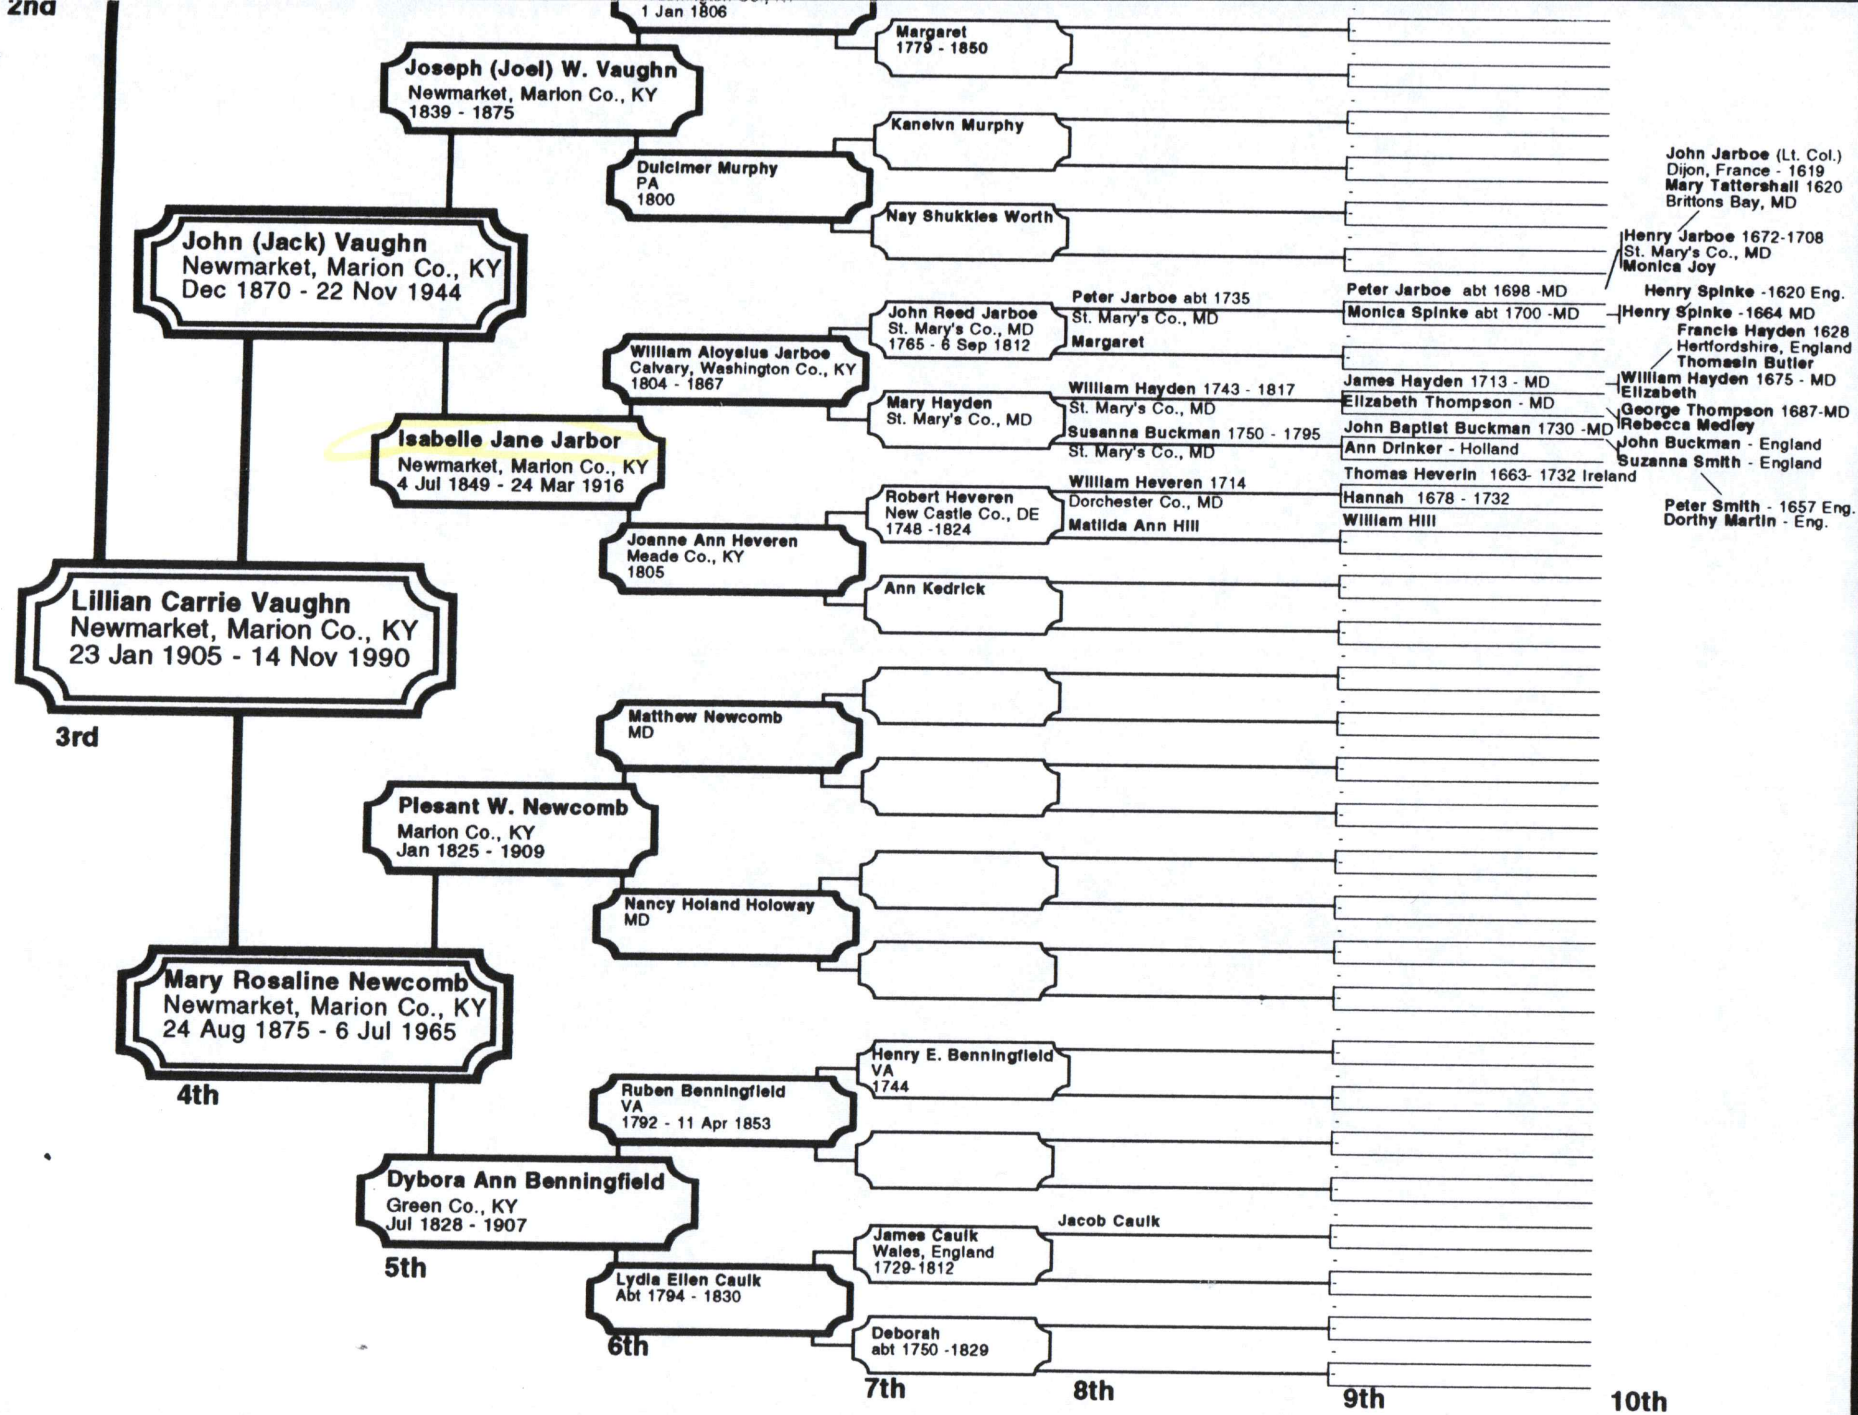 2nd
1 Jan 1806
Margaret
1779 - 1850
Joseph (Joel) W. Vaughn
Newmarket, Marion Co., KY
1839 - 1875
Kanelvn Murphy
Dulcimer Murphy
PA
1800
Nay Shukkles Worth
John (Jack) Vaughn
Newmarket, Marion Co., KY
Dec 1870 - 22 Nov 1944
John Jarboe (Lt. Col.)
Dijon, France - 1619
Mary Tattershall 1620
Brittons Bay, MD
Henry Jarboe 1672-1708
St. Mary's Co., MD
Monica Joy
John Reed Jarboe
St. Mary's Co., MD
1765 - 6 Sep 1812
Peter Jarboe abt 1735
St. Mary's Co., MD
Margaret
Peter Jarboe abt 1698 -MD
Monica Spinke abt 1700 -MD
Henry Spinke -1620 Eng.
Henry Spinke -1664 MD
Francis Hayden 1628
Hertfordshire, England
Thomasin Butler
William Aloysius Jarboe
Calvary, Washington Co., KY
1804 - 1867
Mary Hayden
St. Mary's Co., MD
William Hayden 1743 - 1817
St. Mary's Co., MD
Susanna Buckman 1750 - 1795
St. Mary's Co., MD
James Hayden 1713 - MD
Elizabeth Thompson - MD
John Baptist Buckman 1730 -MD
Ann Drinker - Holland
William Hayden 1675 - MD
Elizabeth
George Thompson 1687-MD
Rebecca Medley
John Buckman - England
Suzanna Smith - England
Peter Smith - 1657 Eng.
Dorthy Martin - Eng.
Isabelle Jane Jarbor
Newmarket, Marion Co., KY
4 Jul 1849 - 24 Mar 1916
Robert Heveren
New Castle Co., DE
1748 -1824
William Heveren 1714
Dorchester Co., MD
Matilda Ann Hill
Thomas Heverin 1663- 1732 Ireland
Hannah 1678 - 1732
William Hill
Joanne Ann Heveren
Meade Co., KY
1805
Ann Kedrick
Lillian Carrie Vaughn
Newmarket, Marion Co., KY
23 Jan 1905 - 14 Nov 1990
3rd
Matthew Newcomb
MD
Plesant W. Newcomb
Marion Co., KY
Jan 1825 - 1909
Nancy Holand Holoway
MD
Mary Rosaline Newcomb
Newmarket, Marion Co., KY
24 Aug 1875 - 6 Jul 1965
4th
Henry E. Benningfield
VA
1744
Ruben Benningfield
VA
1792 - 11 Apr 1853
Dybora Ann Benningfield
Green Co., KY
Jul 1828 - 1907
5th
James Caulk
Wales, England
1729-1812
Jacob Caulk
Lydia Ellen Caulk
Abt 1794 - 1830
6th
Deborah
abt 1750 -1829
7th
8th
9th
10th